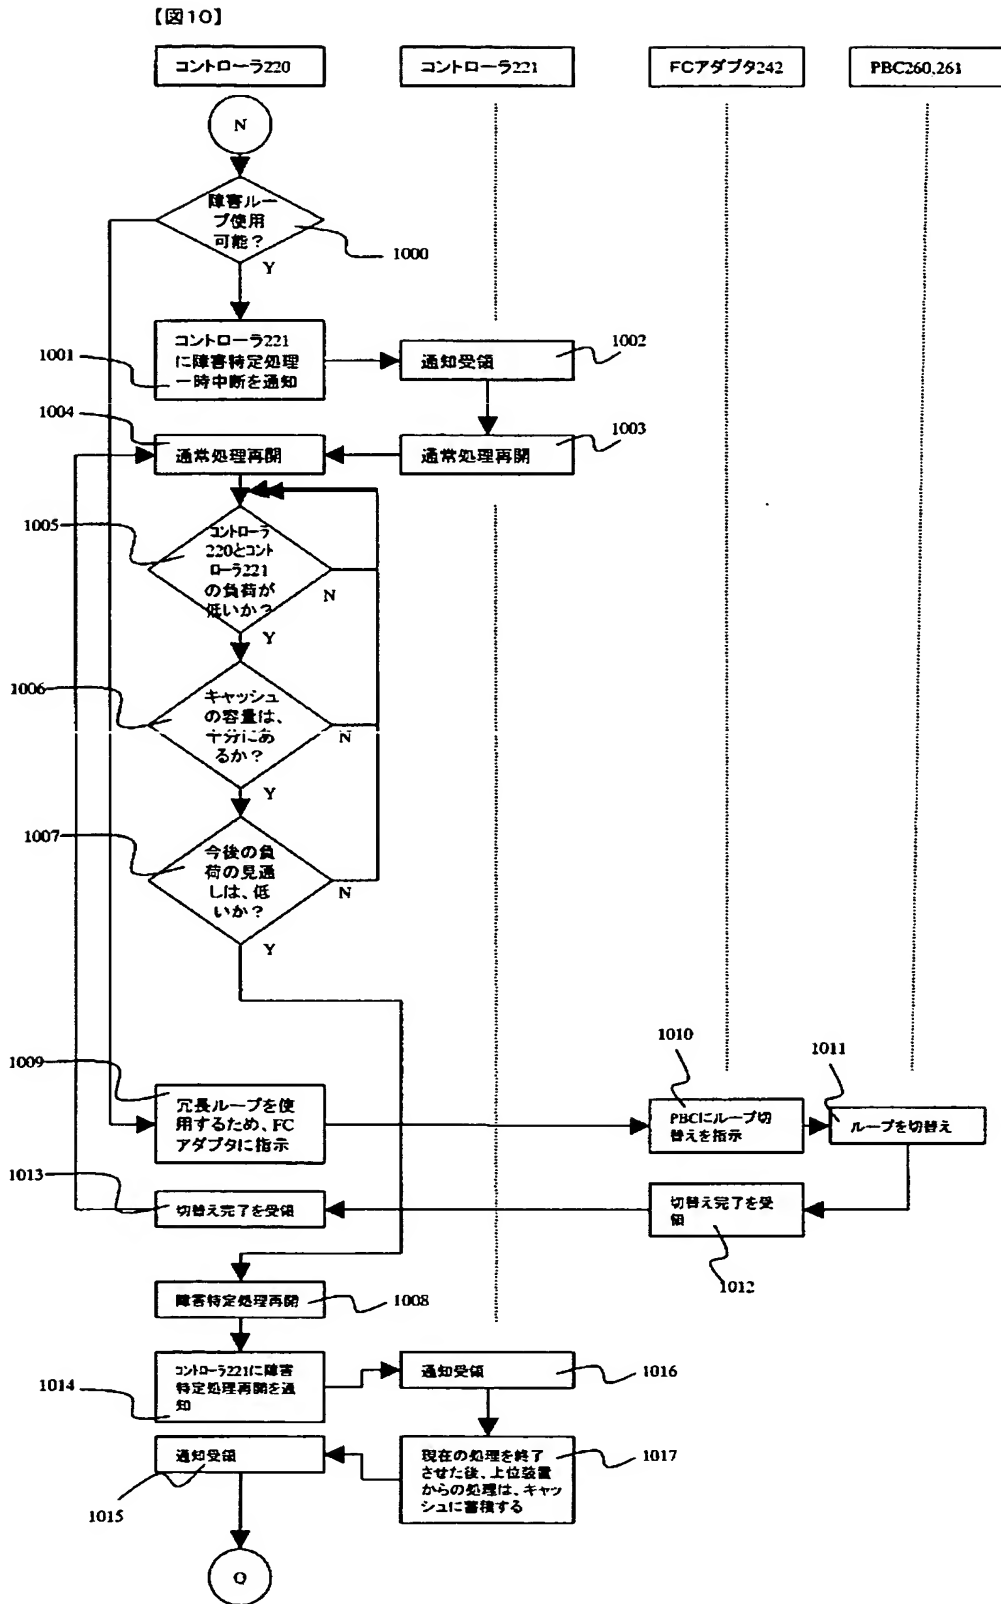 【図10】
コントローラ220
コントローラ221
FCアダプタ242
PBC260,261
N
障害ルー
プ使用
可能？
1000
Y
コントローラ221
に障害特定処理
一時中断を通知
1001
通知受領
1002
1004
通常処理再開
通常処理再開
1003
1005
コントローラ
220とコント
ローラ221
の負荷が
低いか？
N
Y
1006
キャッシュ
の容量は、
十分にあ
るか？
N
Y
1007
今後の負
荷の見通
しは、低
いか？
N
Y
1009
冗長ループを使
用するため、FC
アダプタに指示
1010
PBCにループ切
替えを指示
1011
ループを切替え
1013
切替え完了を受領
切替え完了を受
領
1012
障害特定処理再開
1008
コントローラ221に障害
特定処理再開を通
知
1014
通知受領
1016
通知受領
1015
現在の処理を終了
させた後、上位装置
からの処理は、キャッ
シュに蓄積する
1017
Q